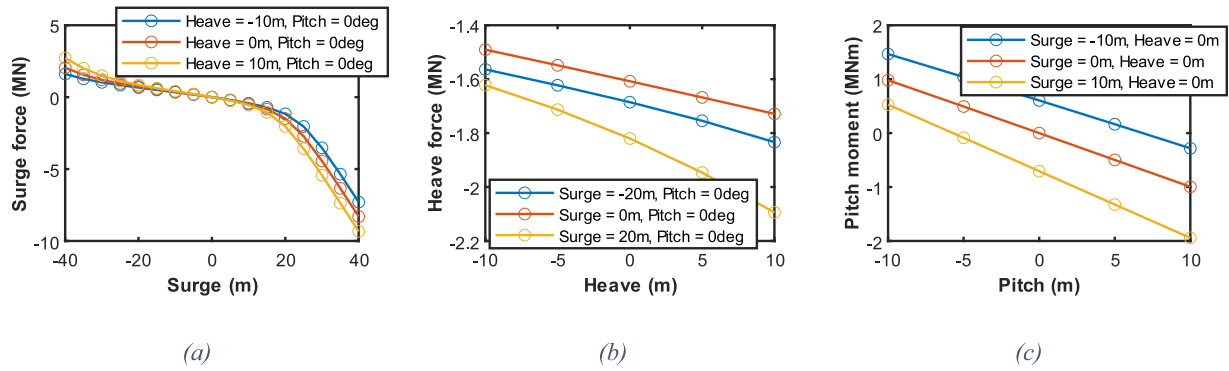 Heave = -10m, Pitch = 0deg
Heave = 0m, Pitch = 0deg
Heave = 10m, Pitch = 0deg
Surge force (MN)
5
0
-5
-10
-40
-20
0
20
40
Surge (m)
(a)
Heave force (MN)
-1.4
-1.6
-1.8
-2
-2.2
Surge = -20m, Pitch = 0deg
Surge = 0m, Pitch = 0deg
Surge = 20m, Pitch = 0deg
-10
-5
0
5
10
Heave (m)
(b)
Pitch moment (MNm)
2
1
0
-1
-2
Surge = -10m, Heave = 0m
Surge = 0m, Heave = 0m
Surge = 10m, Heave = 0m
-10
-5
0
5
10
Pitch (m)
(c)